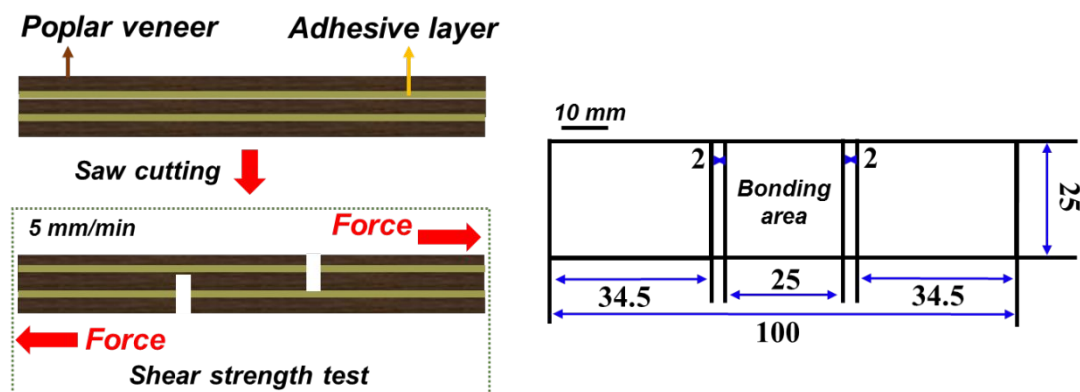 Poplar veneer
Adhesive layer
Saw cutting
5 mm/min
Force
Force
Shear strength test
10 mm
2
2
Bonding
area
25
34.5
25
34.5
100